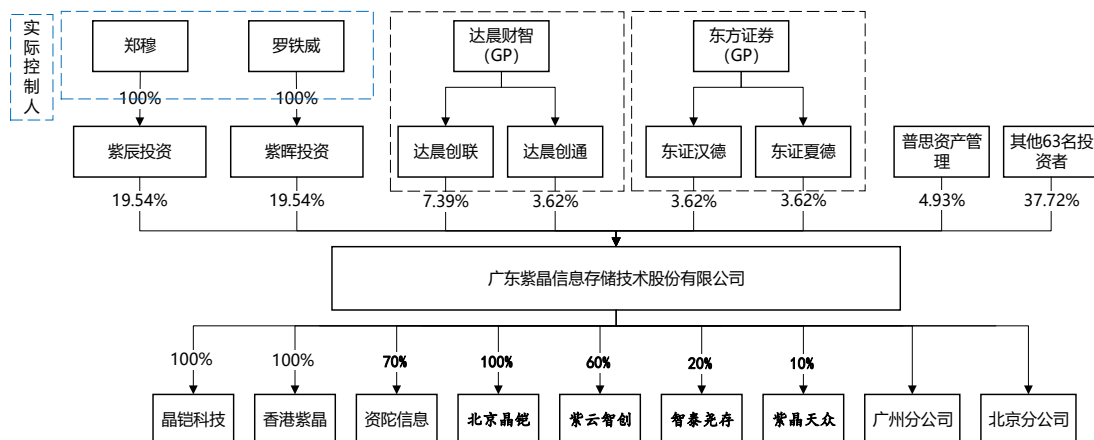 实际控制人
郑穆
罗铁威
达晨财智
（GP）
东方证券
（GP）
100%
100%
紫辰投资
紫晖投资
达晨创联
达晨创通
东证汉德
东证夏德
普思资产管
理
其他63名投
资者
19.54%
19.54%
7.39%
3.62%
3.62%
3.62%
4.93%
37.72%
广东紫晶信息存储技术股份有限公司
100%
100%
70%
100%
60%
20%
10%
晶铠科技
香港紫晶
资陀信息
北京晶铠
紫云智创
智泰尧存
紫晶天众
广州分公司
北京分公司